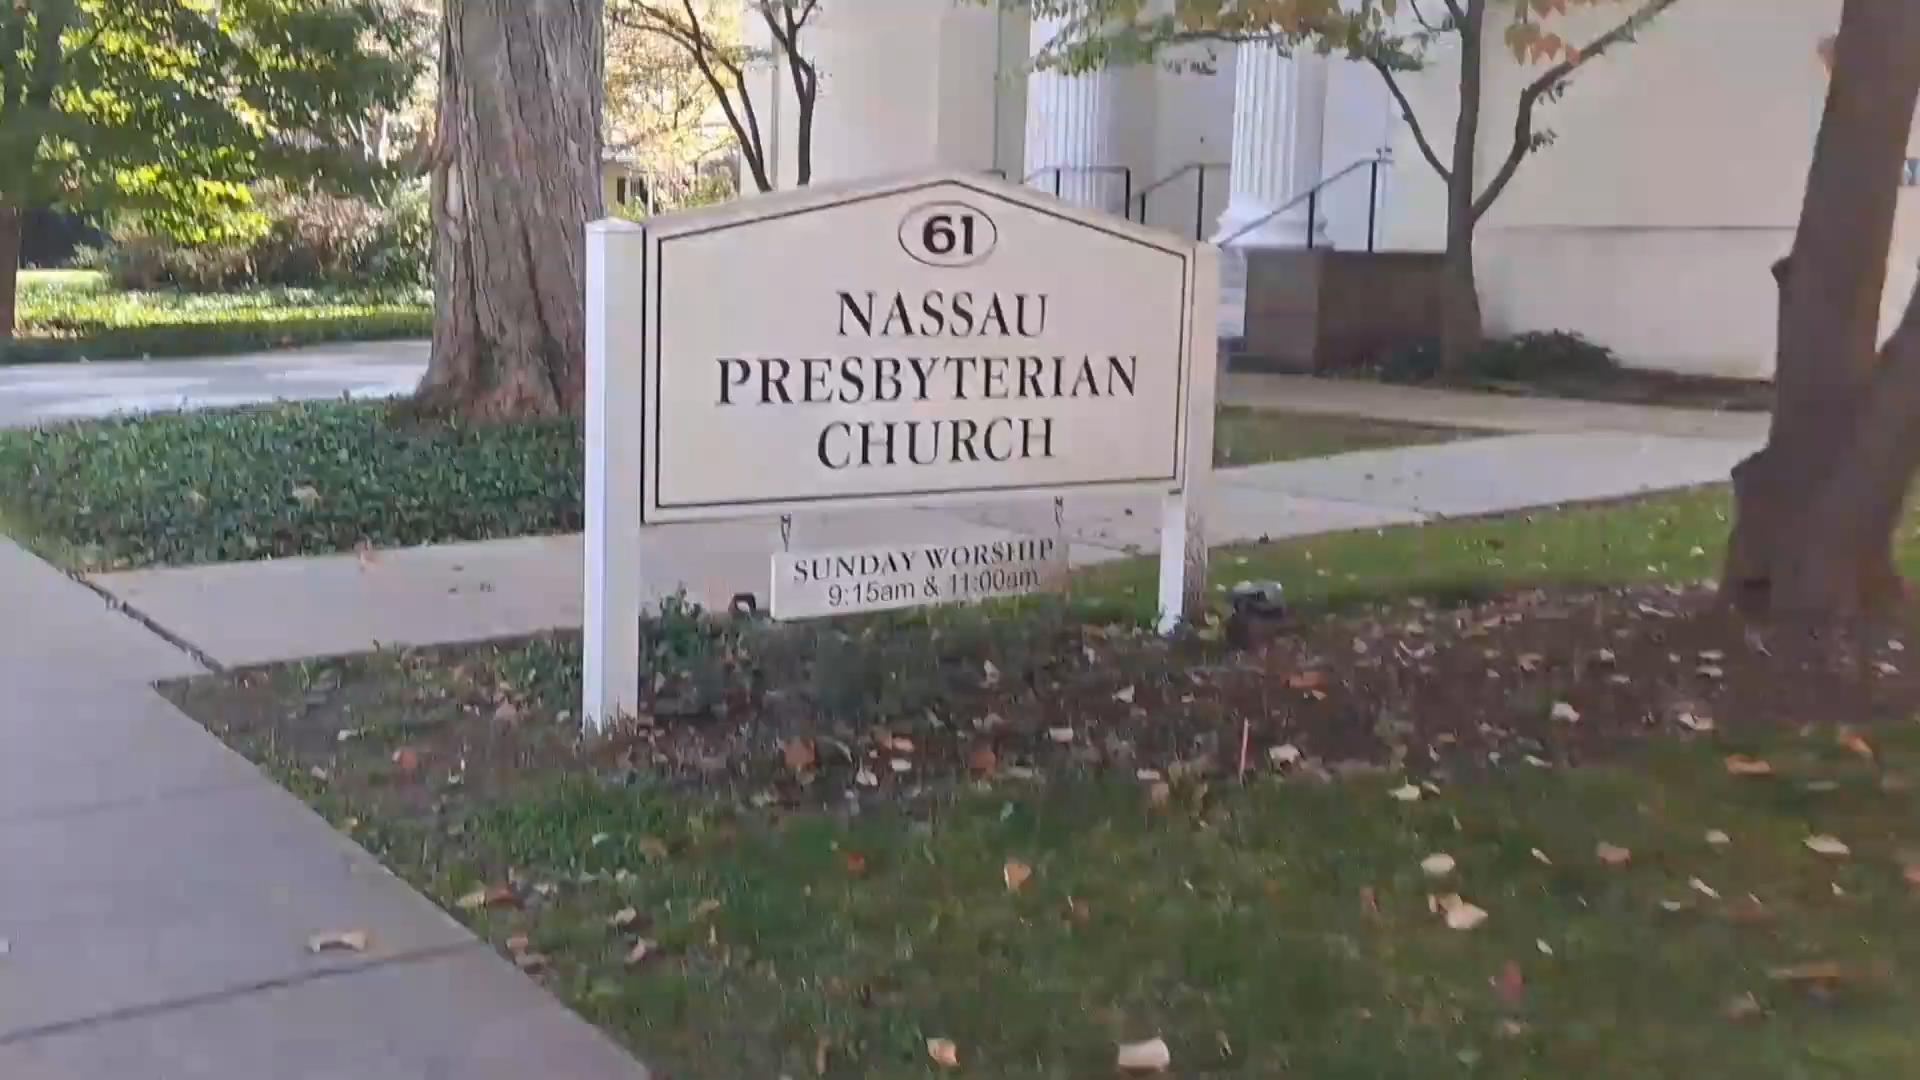 61
NASSAU
PRESBYTERIAN
CHURCH
SUNDAY WORSHIP
9:15am & 11:00am